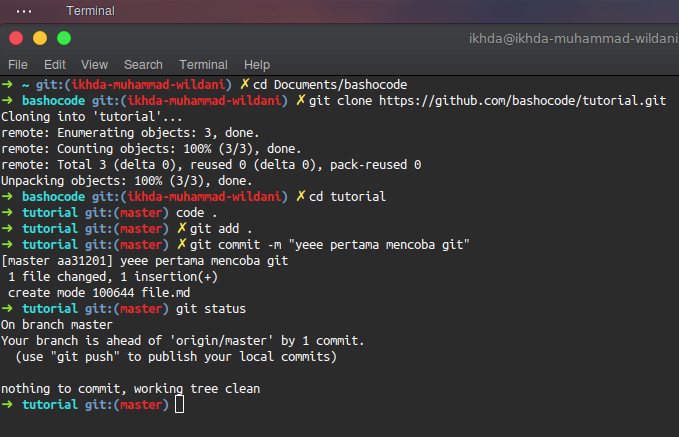 ··· Terminal
ikhda@ikhda-muhammad-wildani
File Edit View Search Terminal Help
➜ ~ git:(ikhda-muhammad-wildani) ✗ cd Documents/bashocode
➜ bashocode git:(ikhda-muhammad-wildani) ✗ git clone https://github.com/bashocode/tutorial.git
Cloning into 'tutorial'...
remote: Enumerating objects: 3, done.
remote: Counting objects: 100% (3/3), done.
remote: Total 3 (delta 0), reused 0 (delta 0), pack-reused 0
Unpacking objects: 100% (3/3), done.
➜ bashocode git:(ikhda-muhammad-wildani) ✗ cd tutorial
➜ tutorial git:(master) code .
➜ tutorial git:(master) ✗ git add .
➜ tutorial git:(master) ✗ git commit -m "yeee pertama mencoba git"
[master aa31201] yeee pertama mencoba git
 1 file changed, 1 insertion(+)
 create mode 100644 file.md
➜ tutorial git:(master) git status
On branch master
Your branch is ahead of 'origin/master' by 1 commit.
  (use "git push" to publish your local commits)
nothing to commit, working tree clean
➜ tutorial git:(master)